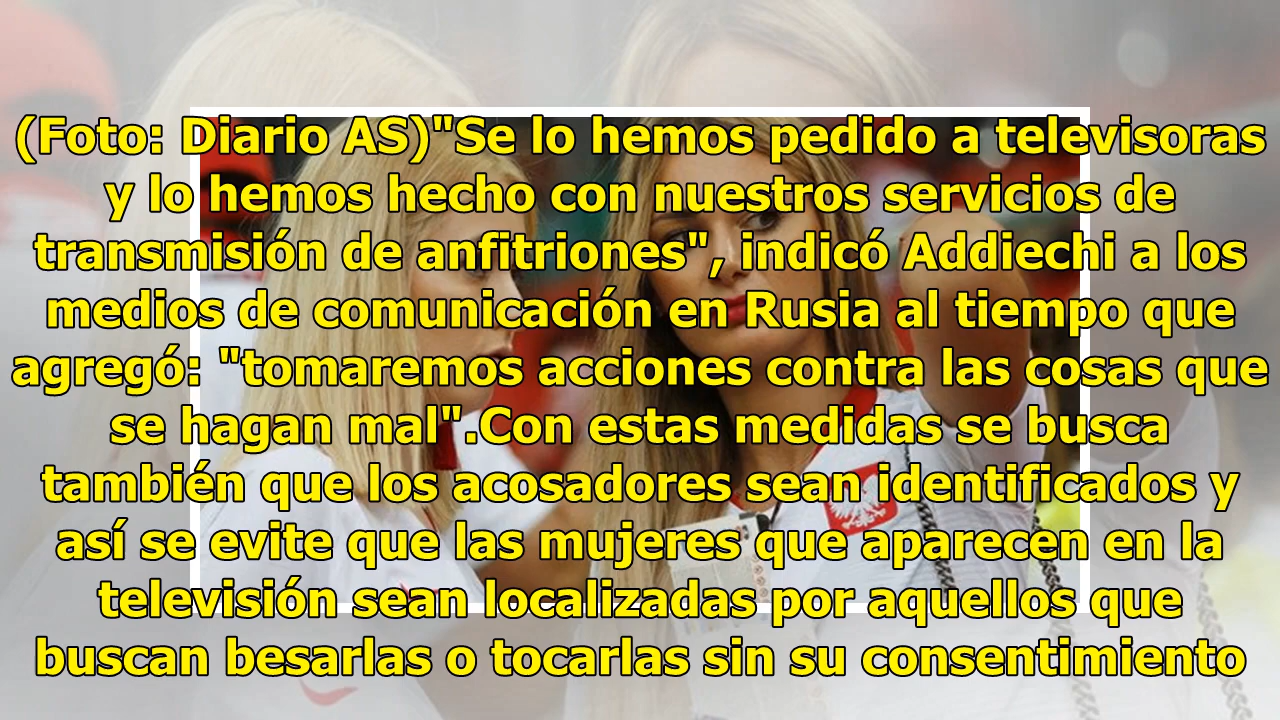 (Foto: Diario AS)"Se lo hemos pedido a televisoras
y lo hemos hecho con nuestros servicios de
transmisión de anfitriones", indicó Addiechi a los
medios de comunicación en Rusia al tiempo que
agregó: "tomaremos acciones contra las cosas que
se hagan mal".Con estas medidas se busca
también que los acosadores sean identificados y
así se evite que las mujeres que aparecen en la
televisión sean localizadas por aquellos que
buscan besarlas o tocarlas sin su consentimiento